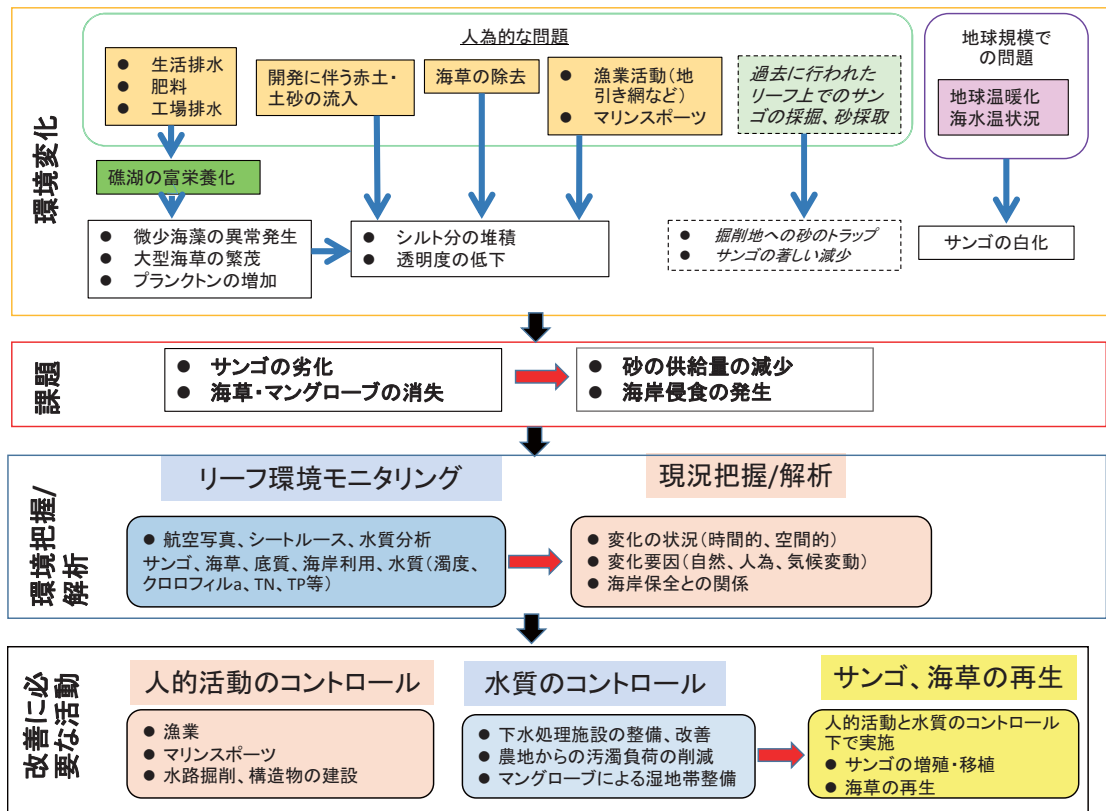 環境変化
人為的な問題
● 生活排水
● 肥料
● 工場排水
開発に伴う赤土・
土砂の流入
海草の除去
● 漁業活動(地
引き網など)
● マリンスポーツ
過去に行われた
リーフ上でのサン
ゴの採掘、砂採取
地球規模で
の問題
地球温暖化
海水温状況
礁湖の富栄養化
● 微少海藻の異常発生
● 大型海草の繁茂
● プランクトンの増加
● シルト分の堆積
● 透明度の低下
● 掘削地への砂のトラップ
● サンゴの著しい減少
サンゴの白化
課題
● サンゴの劣化
● 海草・マングローブの消失
● 砂の供給量の減少
● 海岸侵食の発生
環境把握/
解析
リーフ環境モニタリング
● 航空写真、シートルース、水質分析
サンゴ、海草、底質、海岸利用、水質(濁度、
クロロフィルa、TN、TP等)
現況把握/解析
● 変化の状況(時間的、空間的)
● 変化要因(自然、人為、気候変動)
● 海岸保全との関係
改善に必
要な活動
人的活動のコントロール
● 漁業
● マリンスポーツ
● 水路掘削、構造物の建設
水質のコントロール
● 下水処理施設の整備、改善
● 農地からの汚濁負荷の削減
● マングローブによる湿地帯整備
サンゴ、海草の再生
人的活動と水質のコントロール
下で実施
● サンゴの増殖・移植
● 海草の再生